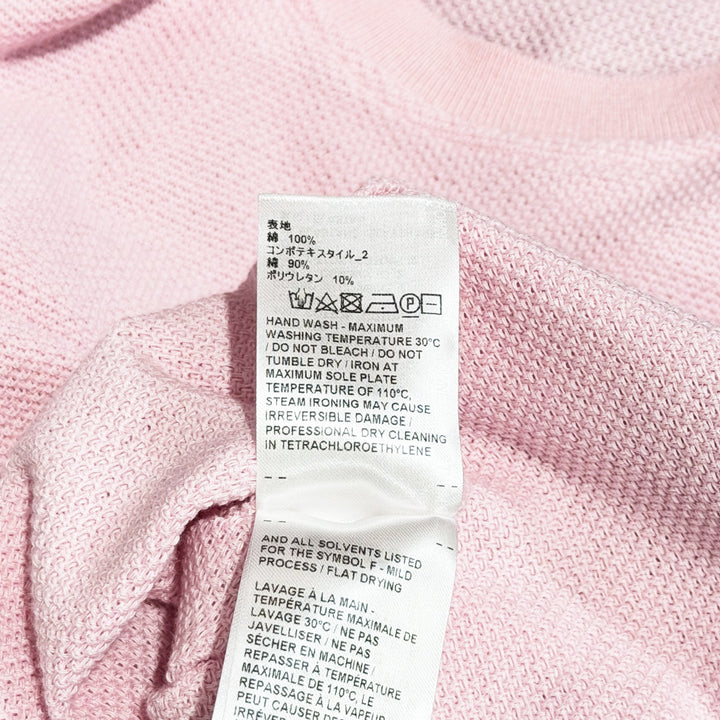 表地
綿 100%
コンポテキスタイル_2
綿 90%
ポリウレタン 10%
P
HAND WASH - MAXIMUM
WASHING TEMPERATURE 30°C
/ DO NOT BLEACH / DO NOT
TUMBLE DRY / IRON AT
MAXIMUM SOLE PLATE
TEMPERATURE OF 110°C,
STEAM IRONING MAY CAUSE
IRREVERSIBLE DAMAGE /
PROFESSIONAL DRY CLEANING
IN TETRACHLOROETHYLENE
AND ALL SOLVENTS LISTED
FOR THE SYMBOL F - MILD
PROCESS / FLAT DRYING
LAVAGE À LA MAIN -
TEMPÉRATURE MAXIMALE DE
LAVAGE 30°C / NE PAS
JAVELLISER / NE PAS
SÉCHER EN MACHINE /
REPASSER À TEMPÉRATURE
MAXIMALE DE 110°C, LE
REPASSAGE À LA VAPEUR
PEUT CAUSER DES